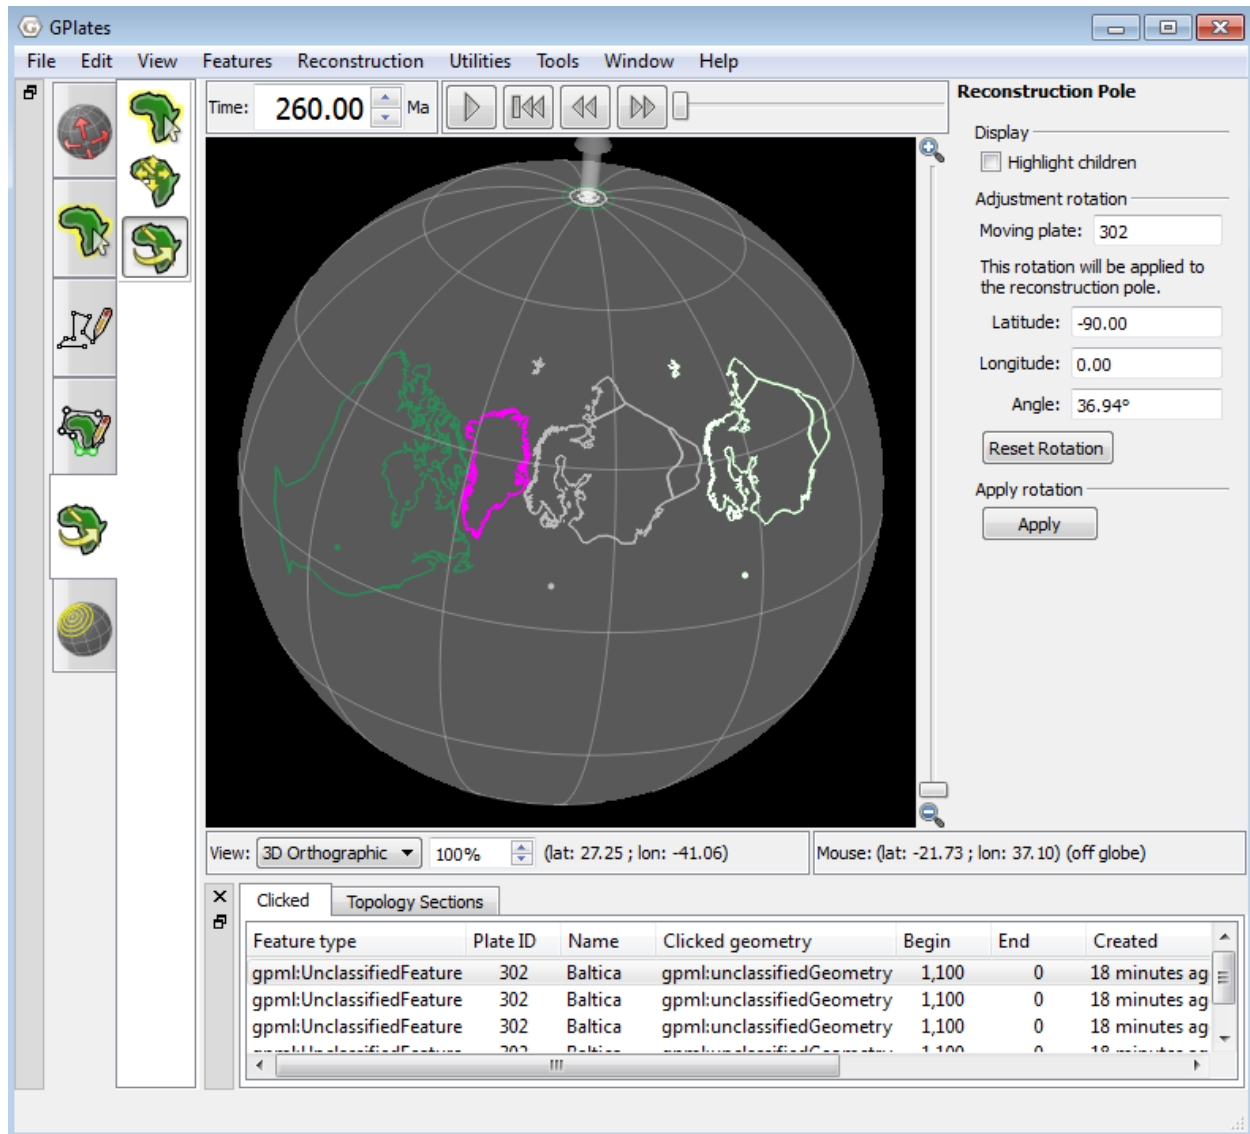 GPlates
File Edit View Features Reconstruction Utilities Tools Window Help
Time: 260.00 Ma
Reconstruction Pole
Display
Highlight children
Adjustment rotation
Moving plate: 302
This rotation will be applied to
the reconstruction pole.
Latitude: -90.00
Longitude: 0.00
Angle: 36.94°
Reset Rotation
Apply rotation
Apply
View: 3D Orthographic 100% (lat: 27.25 ; lon: -41.06) Mouse: (lat: -21.73 ; lon: 37.10) (off globe)
Clicked Topology Sections
Feature type Plate ID Name Clicked geometry Begin End Created
gpml:UnclassifiedFeature 302 Baltica gpml:unclassifiedGeometry 1,100 0 18 minutes ag
gpml:UnclassifiedFeature 302 Baltica gpml:unclassifiedGeometry 1,100 0 18 minutes ag
gpml:UnclassifiedFeature 302 Baltica gpml:unclassifiedGeometry 1,100 0 18 minutes ag